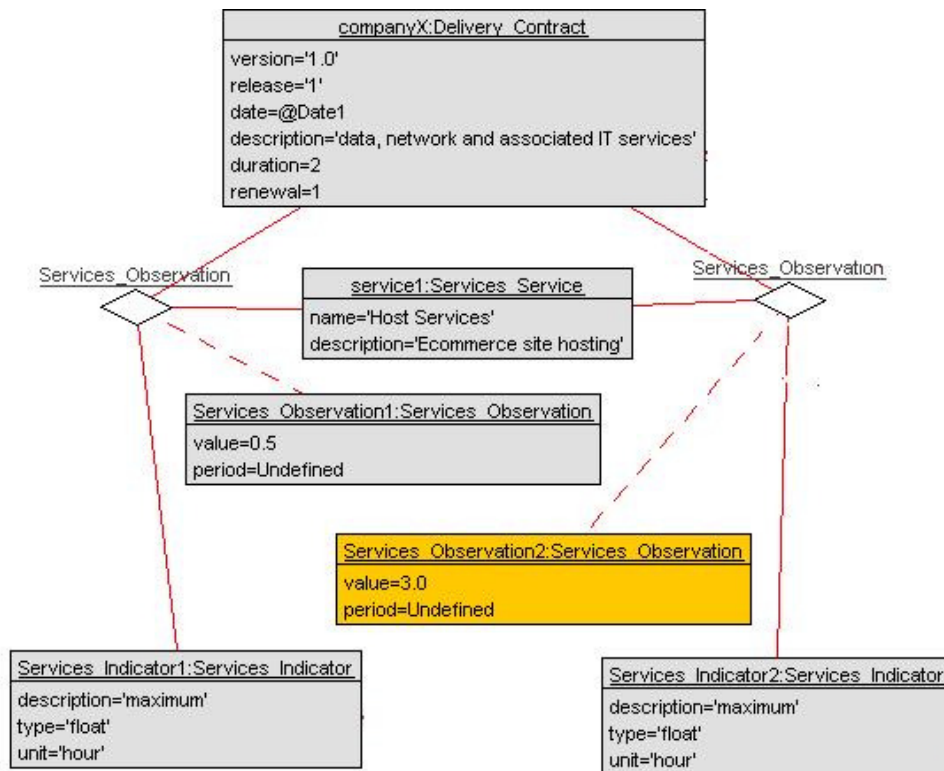 companyX:Delivery_Contract
version='1.0'
release='1'
date=@Date1
description='data, network and associated IT services'
duration=2
renewal=1
Services_Observation
Services_Observation
service1:Services_Service
name='Host Services'
description='Ecommerce site hosting'
Services_Observation1:Services_Observation
value=0.5
period=Undefined
Services_Observation2:Services_Observation
value=3.0
period=Undefined
Services_Indicator1:Services_Indicator
description='maximum'
type='float'
unit='hour'
Services_Indicator2:Services_Indicator
description='maximum'
type='float'
unit='hour'